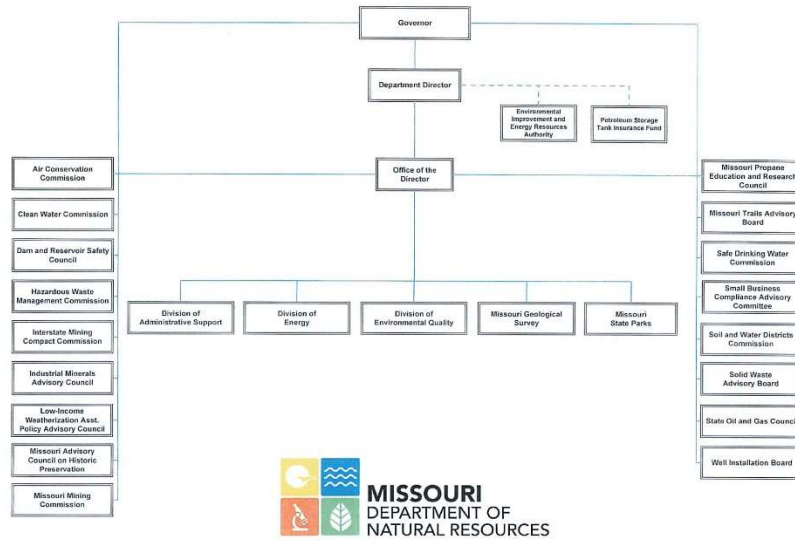 Governor
Department Director
Environmental
Improvement and
Energy Resources
Authority
Petroleum Storage
Tank Insurance Fund
Air Conservation
Commission
Office of the
Director
Missouri Propane
Education and Research
Council
Clean Water Commission
Missouri Trails Advisory
Board
Dam and Reservoir Safety
Council
Safe Drinking Water
Commission
Hazardous Waste
Management Commission
Division of
Administrative Support
Division of
Energy
Division of
Environmental Quality
Missouri Geological
Survey
Missouri
State Parks
Small Business
Compliance Advisory
Committee
Interstate Mining
Compact Commission
Soil and Water Districts
Commission
Industrial Minerals
Advisory Council
Solid Waste
Advisory Board
Low-Income
Weatherization Asst.
Policy Advisory Council
State Oil and Gas Council
Missouri Advisory
Council on Historic
Preservation
Well Installation Board
Missouri Mining
Commission
MISSOURI
DEPARTMENT OF
NATURAL RESOURCES